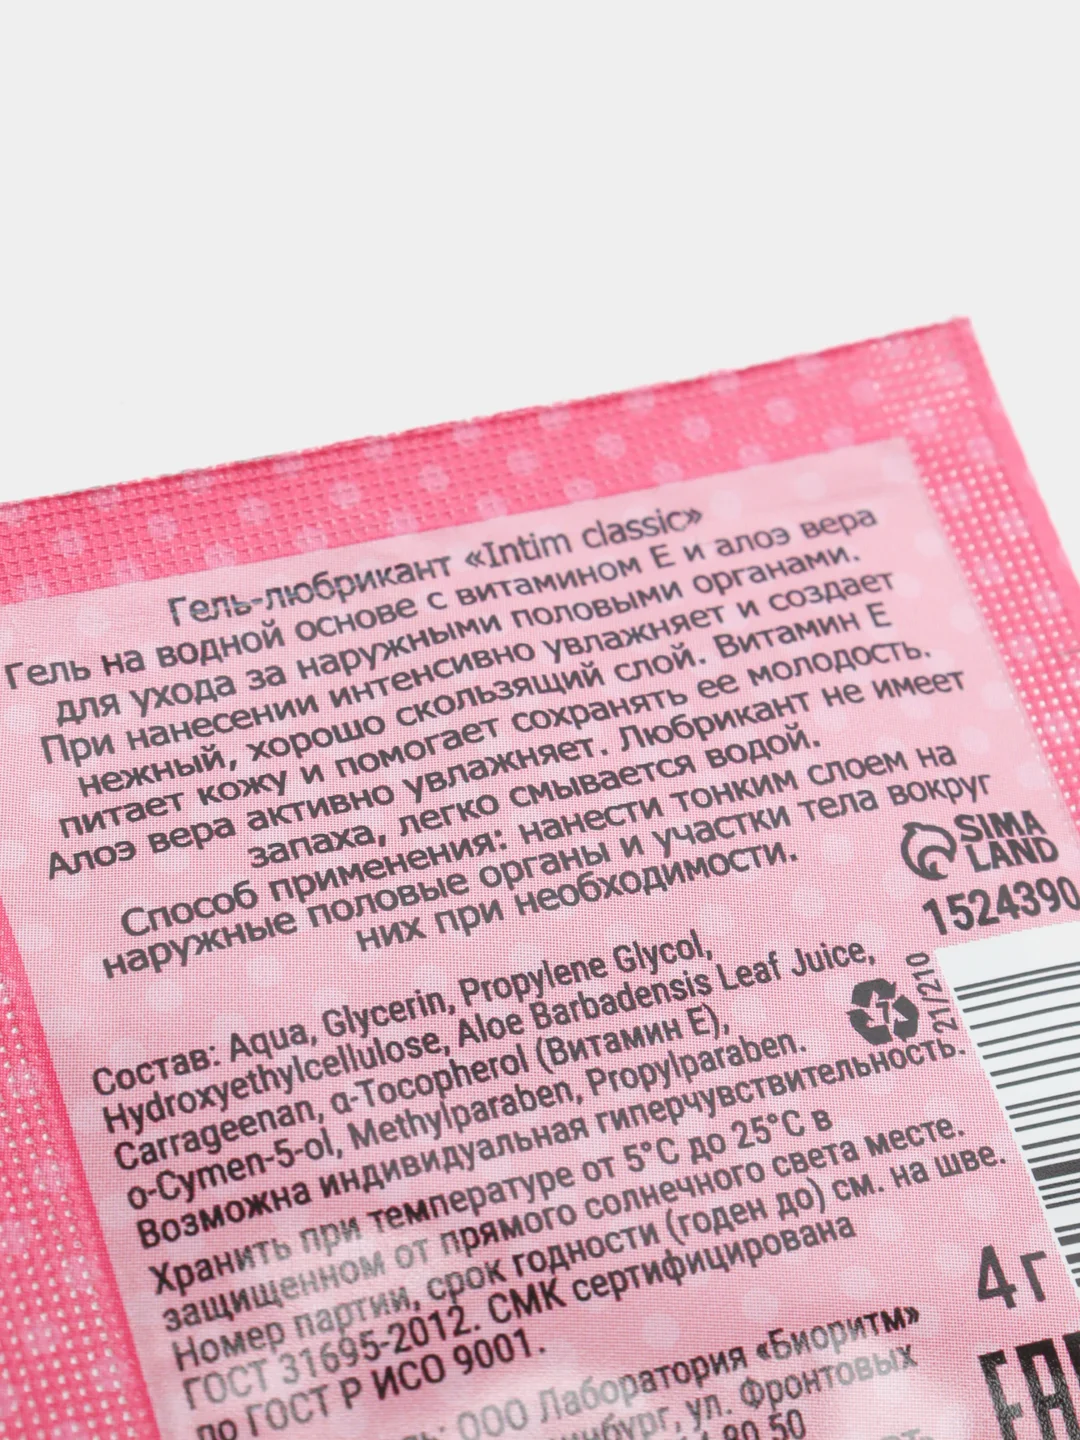 Гель-любрикант «Intim classic»
Гель на водной основе с витамином Е и алоэ вера
для ухода за наружными половыми органами.
При нанесении интенсивно увлажняет и создает
нежный, хорошо скользящий слой. Витамин Е
питает кожу и помогает сохранять ее молодость.
Алоэ вера активно увлажняет. Любрикант не имеет
запаха, легко смывается водой.
Способ применения: нанести тонким слоем на
наружные половые органы и участки тела вокруг
них при необходимости.
SIMA
LAND
1524390
Состав: Aqua, Glycerin, Propylene Glycol,
Hydroxyethylcellulose, Aloe Barbadensis Leaf Juice,
Carrageenan, α-Tocopherol (Витамин Е),
o-Cymen-5-ol, Methylparaben, Propylparaben.
Возможна индивидуальная гиперчувствительность.
7
21/210
Хранить при температуре от 5°С до 25°С в
защищенном от прямого солнечного света месте.
Номер партии, срок годности (годен до) см. на шве.
ГОСТ 31695-2012. СМК сертифицирована
по ГОСТ Р ИСО 9001.
4 г
ООО Лаборатория «Биоритм»
ул. Фронтовых
80 50